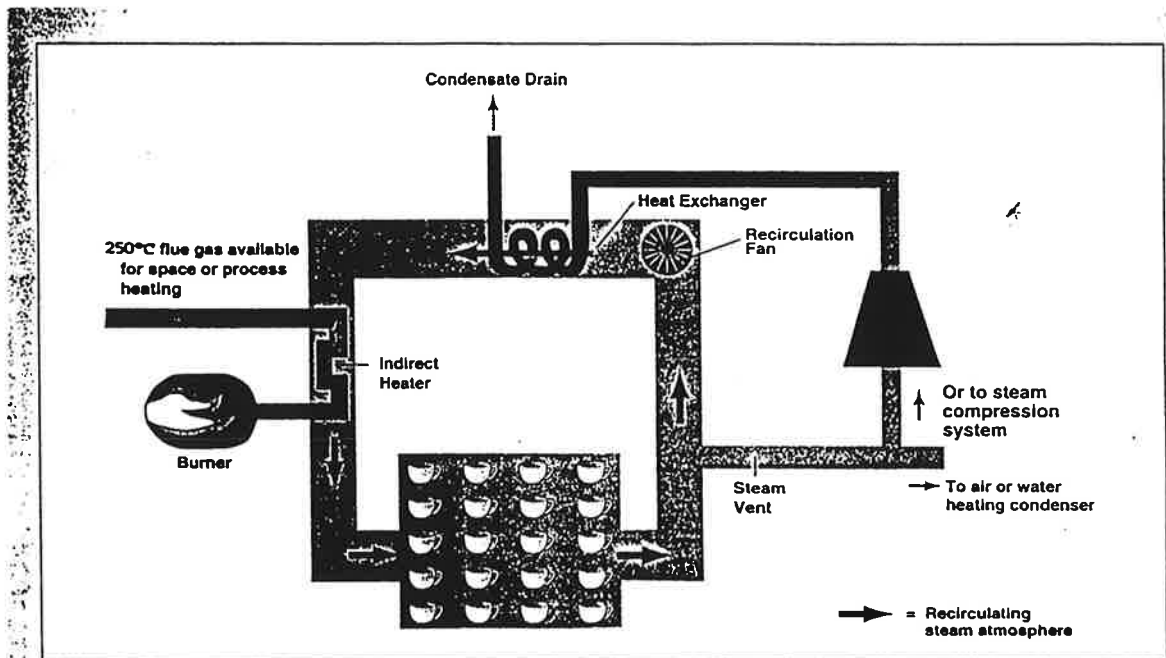 Condensate Drain
Heat Exchanger
Recirculation
Fan
250°C flue gas available
for space or process
heating
Indirect
Heater
Burner
Or to steam
compression
system
Steam
Vent
To air or water
heating condenser
= Recirculating
steam atmosphere